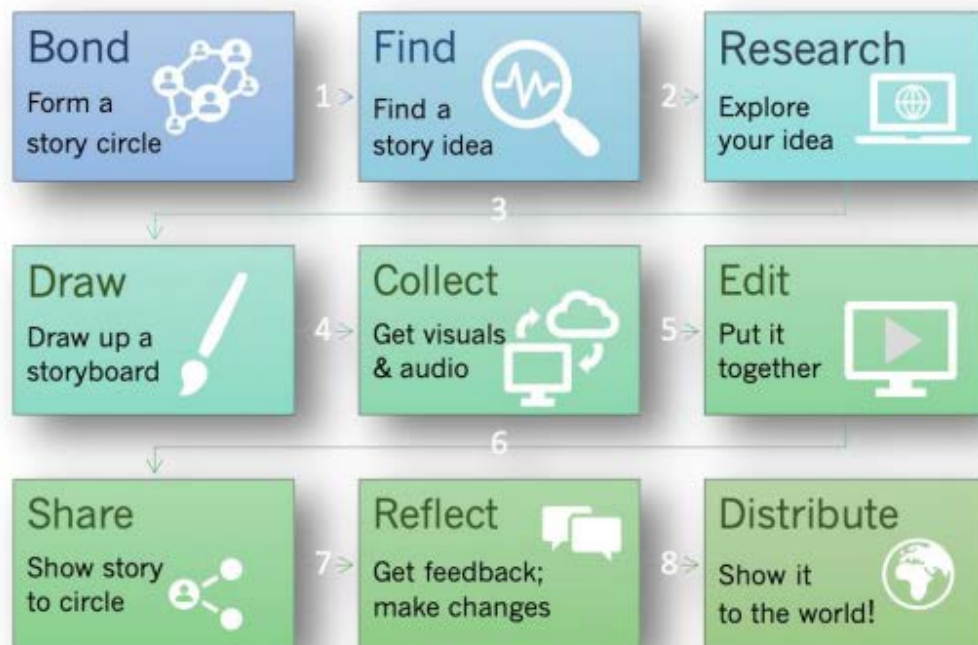 Bond
Form a
story circle
1
Find
Find a
story idea
2
Research
Explore
your idea
3
Draw
Draw up a
storyboard
4
Collect
Get visuals
& audio
5
Edit
Put it
together
6
Share
Show story
to circle
7
Reflect
Get feedback;
make changes
8
Distribute
Show it
to the world!